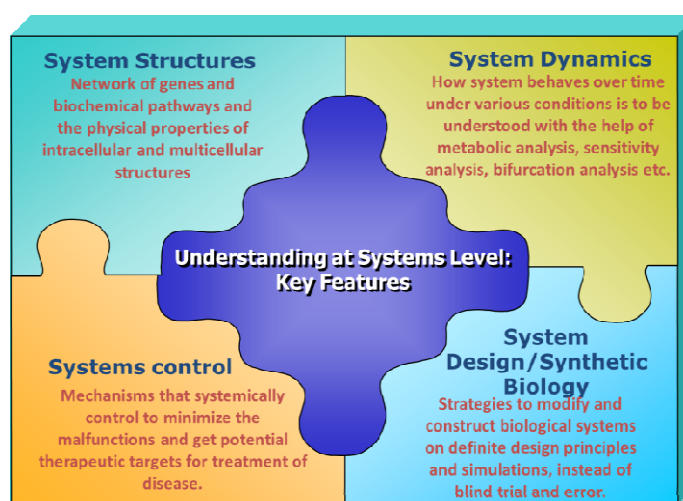 System Structures
Network of genes and
biochemical pathways and
the physical properties of
intracellular and multicellular
structures
System Dynamics
How system behaves over time
under various conditions is to be
understood with the help of
metabolic analysis, sensitivity
analysis, bifurcation analysis etc.
Understanding at Systems Level:
Key Features
Systems control
Mechanisms that systemically
control to minimize the
malfunctions and get potential
therapeutic targets for treatment of
disease.
System
Design/Synthetic
Biology
Strategies to modify and
construct biological systems
on definite design principles
and simulations, instead of
blind trial and error.